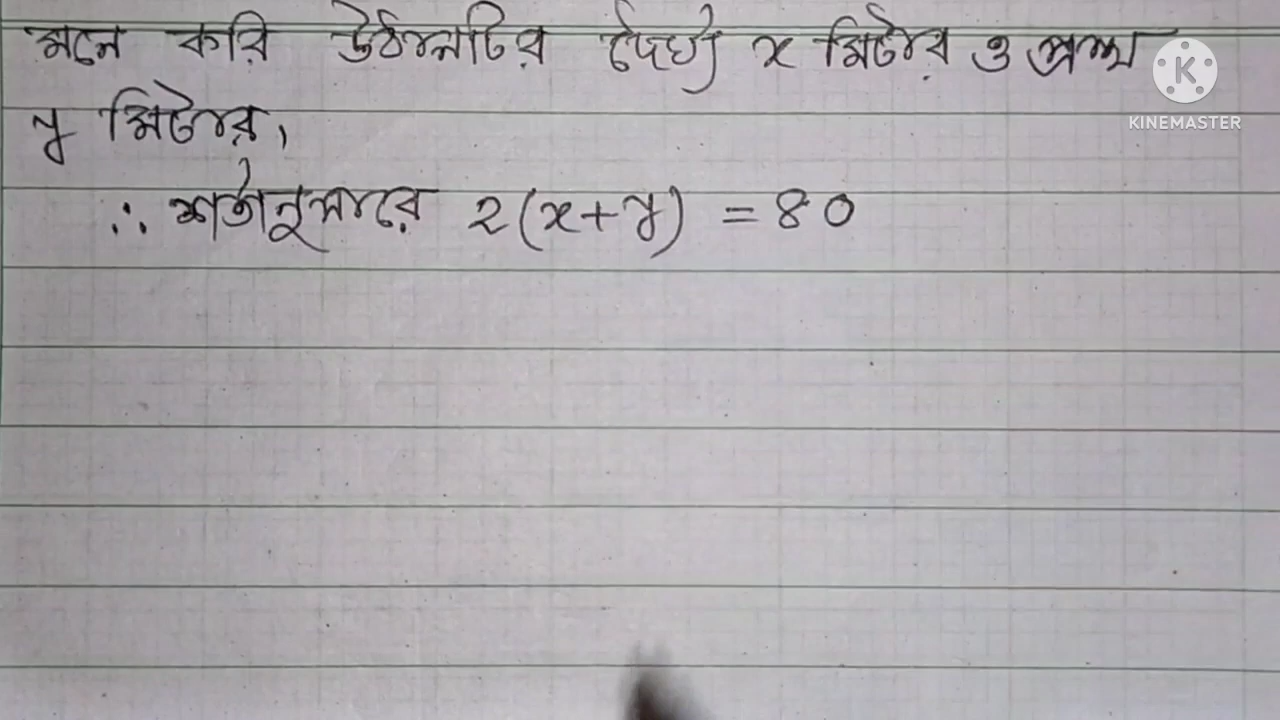 মনে করি উঠানটির দৈর্ঘ্য x মিটার ও প্রস্থ
y মিটার,
∴ শর্তানুসারে 2(x+y) = 80
K
KINEMASTER